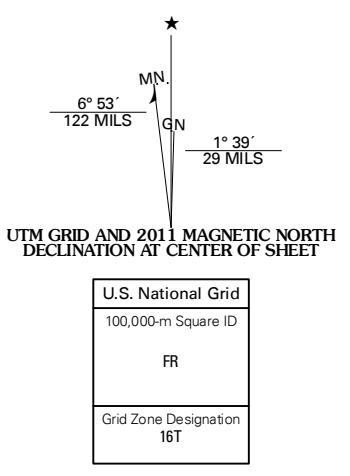 ★
MN.
6° 53´
122 MILS
GN
1° 39´
29 MILS
UTM GRID AND 2011 MAGNETIC NORTH
DECLINATION AT CENTER OF SHEET
U.S. National Grid
100,000-m Square ID
FR
Grid Zone Designation
16T